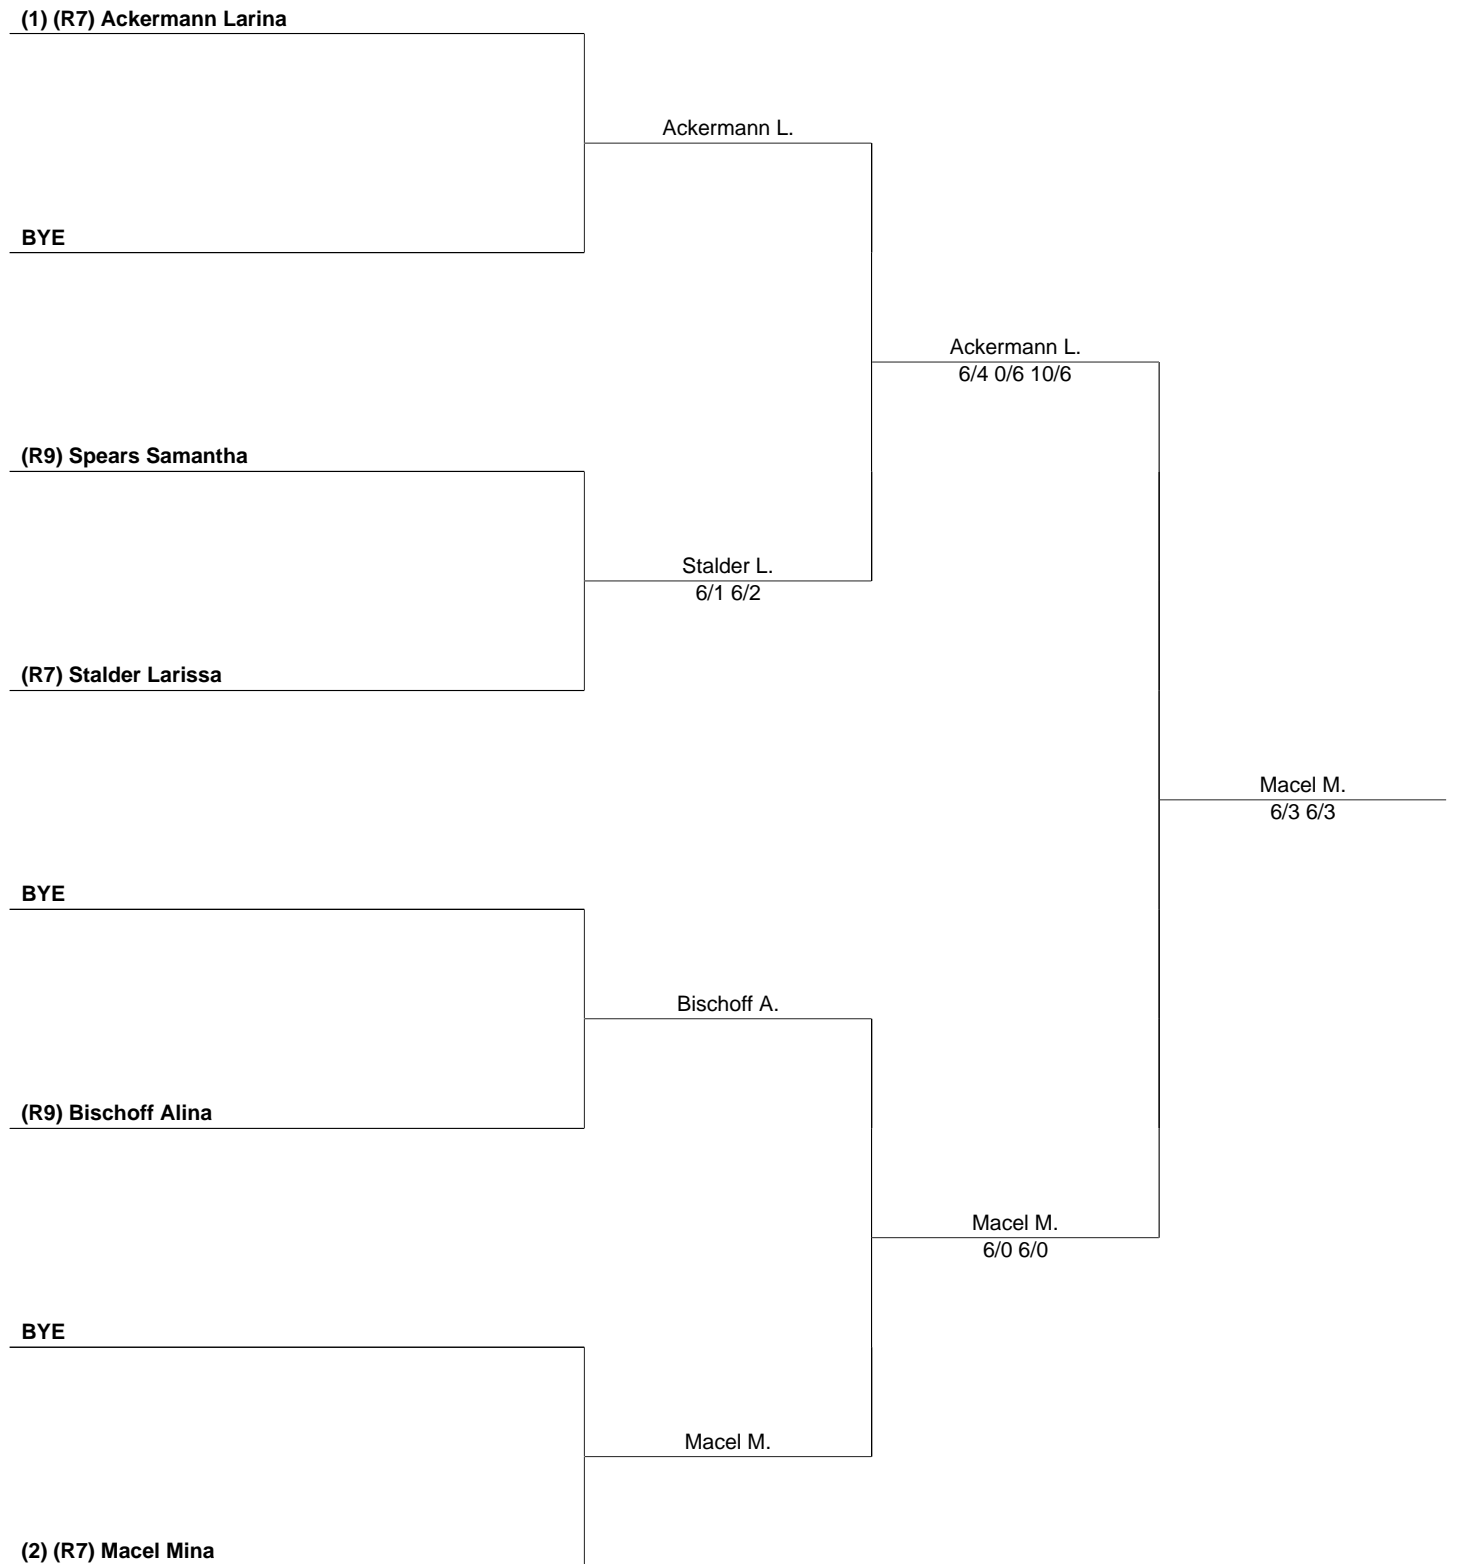 (1) (R7) Ackermann Larina
Ackermann L.
BYE
Ackermann L.
6/4 0/6 10/6
(R9) Spears Samantha
Stalder L.
6/1 6/2
(R7) Stalder Larissa
Macel M.
6/3 6/3
BYE
Bischoff A.
(R9) Bischoff Alina
Macel M.
6/0 6/0
BYE
Macel M.
(2) (R7) Macel Mina